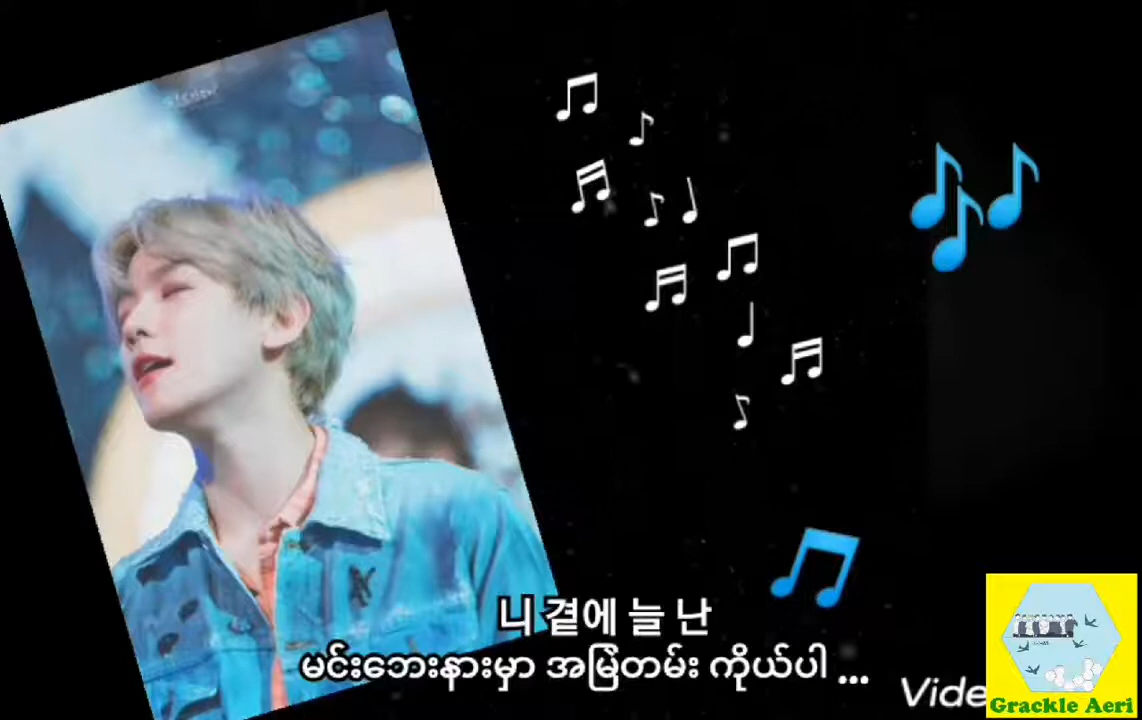 니 곁에 늘 난
မင်းဘေးနားမှာ အမြဲတမ်း ကိုယ်ပါ ...
Vide
Grackle Aeri